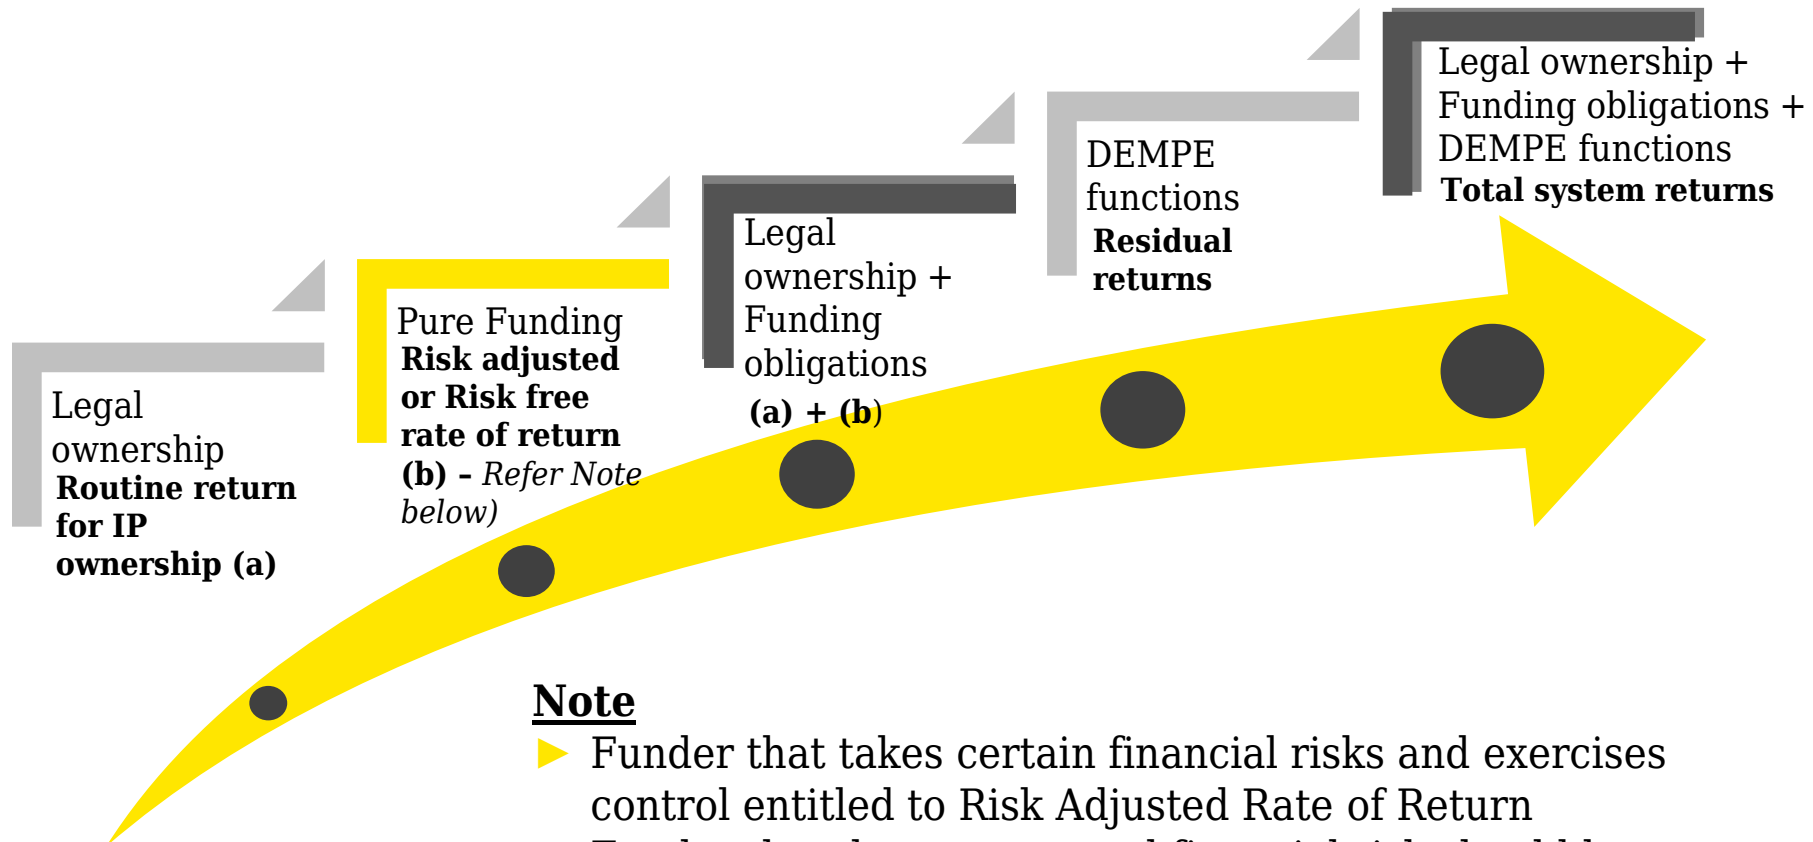 Legal
ownership
Routine return
for IP
ownership (a)
Pure Funding
Risk adjusted
or Risk free
rate of return
(b) – Refer Note
below)
Legal
ownership +
Funding
obligations
(a) + (b)
DEMPE
functions
Residual
returns
Legal ownership +
Funding obligations +
DEMPE functions
Total system returns
Note
Funder that takes certain financial risks and exercises
control entitled to Risk Adjusted Rate of Return